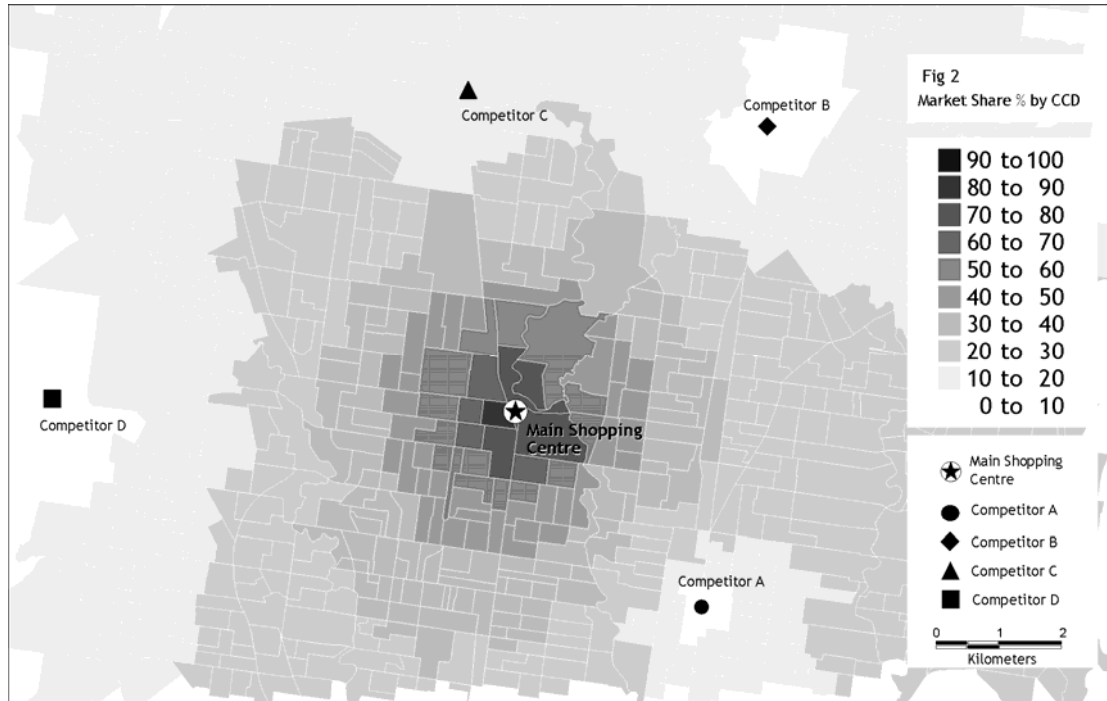 Fig 2
Market Share % by CCD
Competitor C
Competitor B
90 to 100
80 to 90
70 to 80
60 to 70
50 to 60
40 to 50
30 to 40
20 to 30
10 to 20
0 to 10
Competitor D
Main Shopping
Centre
Main Shopping
Centre
Competitor A
Competitor B
Competitor C
Competitor D
Competitor A
0 1 2
Kilometers